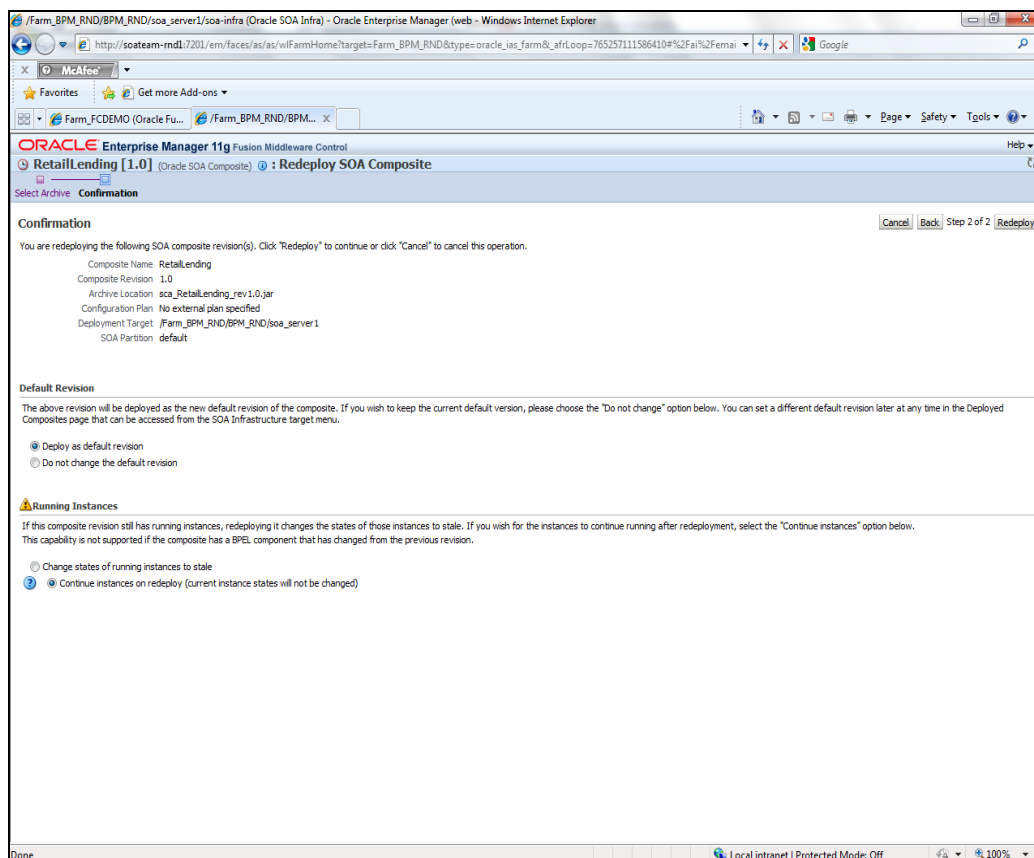 /Farm_BPM_RND/BPM_RND/soa_server1/soa-infra (Oracle SOA Infra) - Oracle Enterprise Manager (web - Windows Internet Explorer
http://soateam-rnd1:7201/em/faces/as/as/wlFarmHome?target=Farm_BPM_RND&type=oracle_ias_farm&_afrLoop=765257111586410#%2Fai%2Femai
Google
X McAfee
Favorites Get more Add-ons
Farm_FCDEMO (Oracle Fu... /Farm_BPM_RND/BPM... X Page Safety Tools
ORACLE Enterprise Manager 11g Fusion Middleware Control Help
RetailLending [1.0] (Oracle SOA Composite) : Redeploy SOA Composite
Select Archive Confirmation
Confirmation Cancel Back Step 2 of 2 Redeploy
You are redeploying the following SOA composite revision(s). Click "Redeploy" to continue or click "Cancel" to cancel this operation.
Composite Name RetailLending
Composite Revision 1.0
Archive Location sca_RetailLending_rev1.0.jar
Configuration Plan No external plan specified
Deployment Target /Farm_BPM_RND/BPM_RND/soa_server1
SOA Partition default
Default Revision
The above revision will be deployed as the new default revision of the composite. If you wish to keep the current default version, please choose the "Do not change" option below. You can set a different default revision later at any time in the Deployed
Composites page that can be accessed from the SOA Infrastructure target menu.
Deploy as default revision
Do not change the default revision
Running Instances
If this composite revision still has running instances, redeploying it changes the states of those instances to stale. If you wish for the instances to continue running after redeployment, select the "Continue instances" option below.
This capability is not supported if the composite has a BPEL component that has changed from the previous revision.
Change states of running instances to stale
Continue instances on redeploy (current instance states will not be changed)
Done Local intranet | Protected Mode: Off 100%